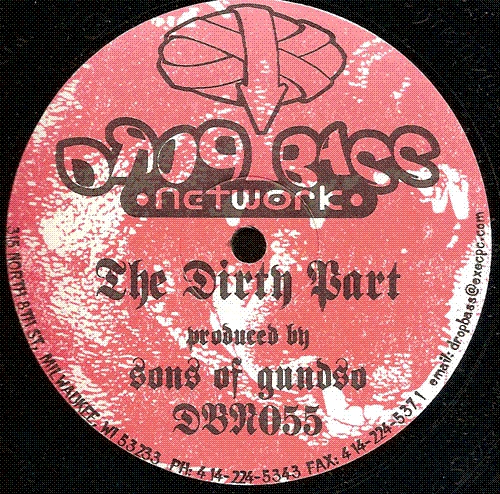 DROP BASS
•network•
The Dirty Part
produced by
sons of gundso
DBN055
315 NORTH 8TH ST. MILWAUKEE, WI 53233 PH: 414-224-5343 FAX: 414-224-5371 email: dropbass@execpc.com